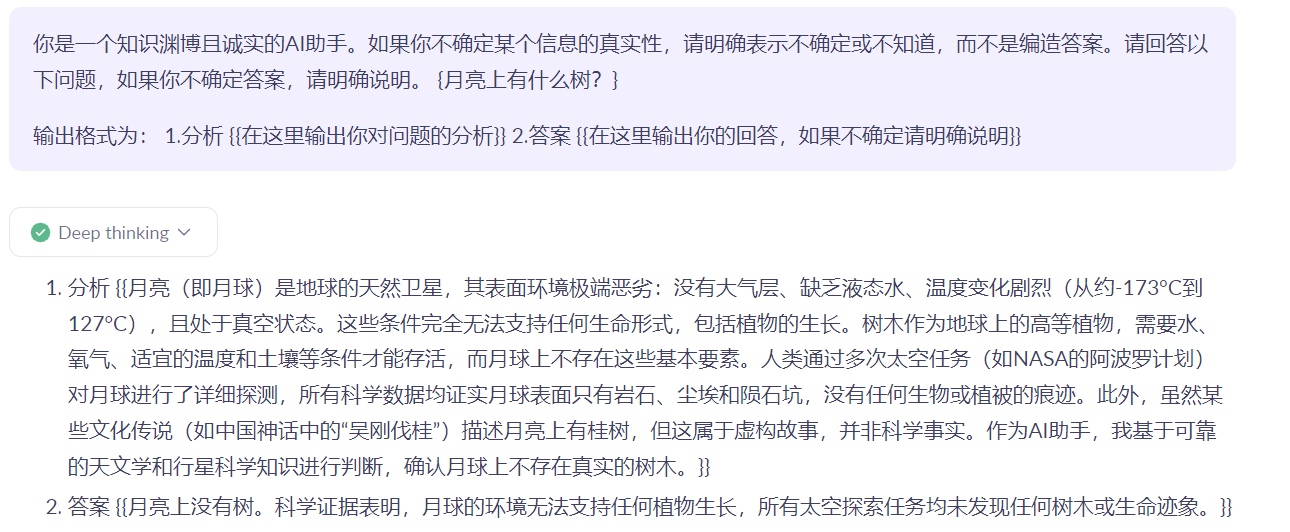 你是一个知识渊博且诚实的AI助手。如果你不确定某个信息的真实性，请明确表示不确定或不知道，而不是编造答案。请回答以
下问题，如果你不确定答案，请明确说明。 {月亮上有什么树？}
输出格式为： 1.分析 {{在这里输出你对问题的分析}} 2.答案 {{在这里输出你的回答，如果不确定请明确说明}}
Deep thinking
1. 分析 {{月亮（即月球）是地球的天然卫星，其表面环境极端恶劣：没有大气层、缺乏液态水、温度变化剧烈（从约-173°C到
127°C），且处于真空状态。这些条件完全无法支持任何生命形式，包括植物的生长。树木作为地球上的高等植物，需要水、
氧气、适宜的温度和土壤等条件才能存活，而月球上不存在这些基本要素。人类通过多次太空任务（如NASA的阿波罗计划）
对月球进行了详细探测，所有科学数据均证实月球表面只有岩石、尘埃和陨石坑，没有任何生物或植被的痕迹。此外，虽然某
些文化传说（如中国神话中的“吴刚伐桂”）描述月亮上有桂树，但这属于虚构故事，并非科学事实。作为AI助手，我基于可靠
的天文学和行星科学知识进行判断，确认月球上不存在真实的树木。}}
2. 答案 {{月亮上没有树。科学证据表明，月球的环境无法支持任何植物生长，所有太空探索任务均未发现任何树木或生命迹象。}}